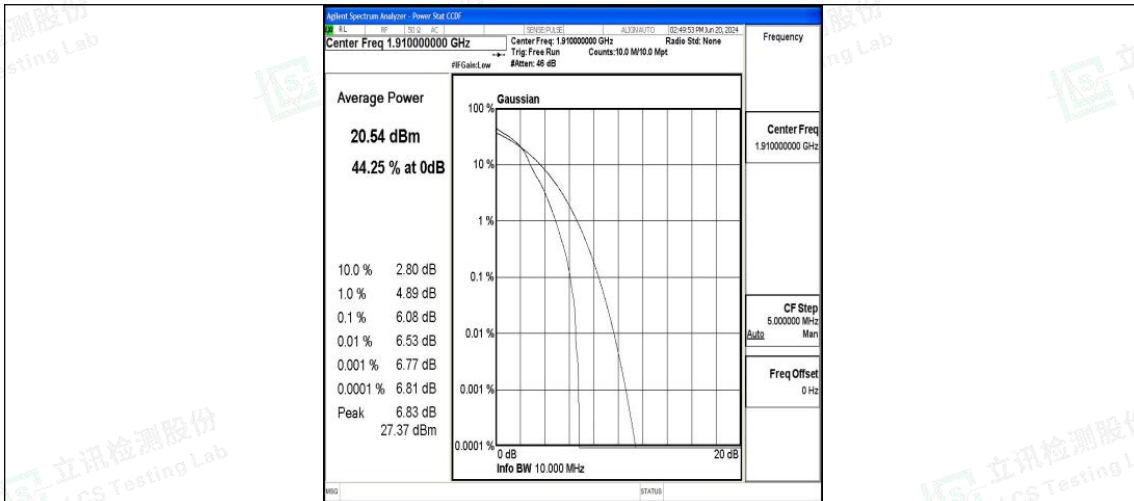 Agilent Spectrum Analyzer - Power Stat CCDF
RL RF 50 Ω AC SENSE:PULSE ALIGN AUTO 02:49:53 PM Jun 20, 2024
Center Freq 1.910000000 GHz
Center Freq: 1.910000000 GHz Radio Std: None
Trig: Free Run Counts:10.0 M/10.0 Mpt
#IFGain:Low #Atten: 46 dB
Frequency
Average Power
20.54 dBm
44.25 % at 0dB
10.0 % 2.80 dB
1.0 % 4.89 dB
0.1 % 6.08 dB
0.01 % 6.53 dB
0.001 % 6.77 dB
0.0001 % 6.81 dB
Peak 6.83 dB
27.37 dBm
Gaussian
100 %
10 %
1 %
0.1 %
0.01 %
0.001 %
0.0001 %
0 dB 20 dB
Info BW 10.000 MHz
Center Freq
1.910000000 GHz
CF Step
5.000000 MHz
Auto Man
Freq Offset
0 Hz
MSG STATUS
立讯检测股份
LCS Testing Lab